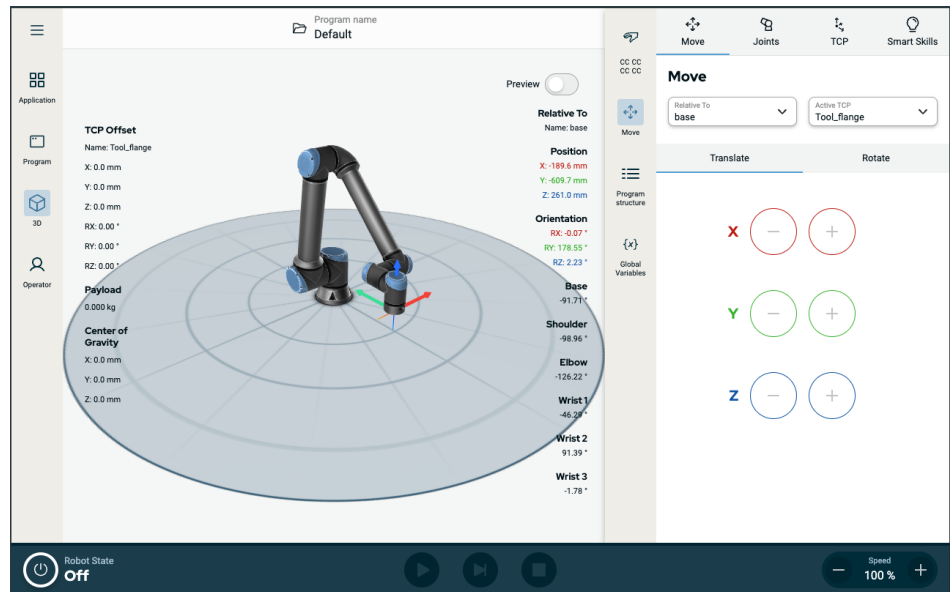 Program name
Default
Application
Program
3D
Operator
Preview
TCP Offset
Name: Tool_flange
X: 0.0 mm
Y: 0.0 mm
Z: 0.0 mm
RX: 0.00 °
RY: 0.00 °
RZ: 0.00 °
Payload
0.000 kg
Center of
Gravity
X: 0.0 mm
Y: 0.0 mm
Z: 0.0 mm
Relative To
Name: base
Position
X: -189.6 mm
Y: -609.7 mm
Z: 261.0 mm
Orientation
RX: -0.07 °
RY: 178.55 °
RZ: 2.23 °
Base
-91.71 °
Shoulder
-98.96 °
Elbow
-126.22 °
Wrist 1
-46.29 °
Wrist 2
91.39 °
Wrist 3
-1.78 °
CC CC
CC CC
Move
Program
structure
{x}
Global
Variables
Move
Joints
TCP
Smart Skills
Move
Relative To
base
Active TCP
Tool_flange
Translate
Rotate
X − +
Y − +
Z − +
Robot State
Off
Speed
− 100 % +